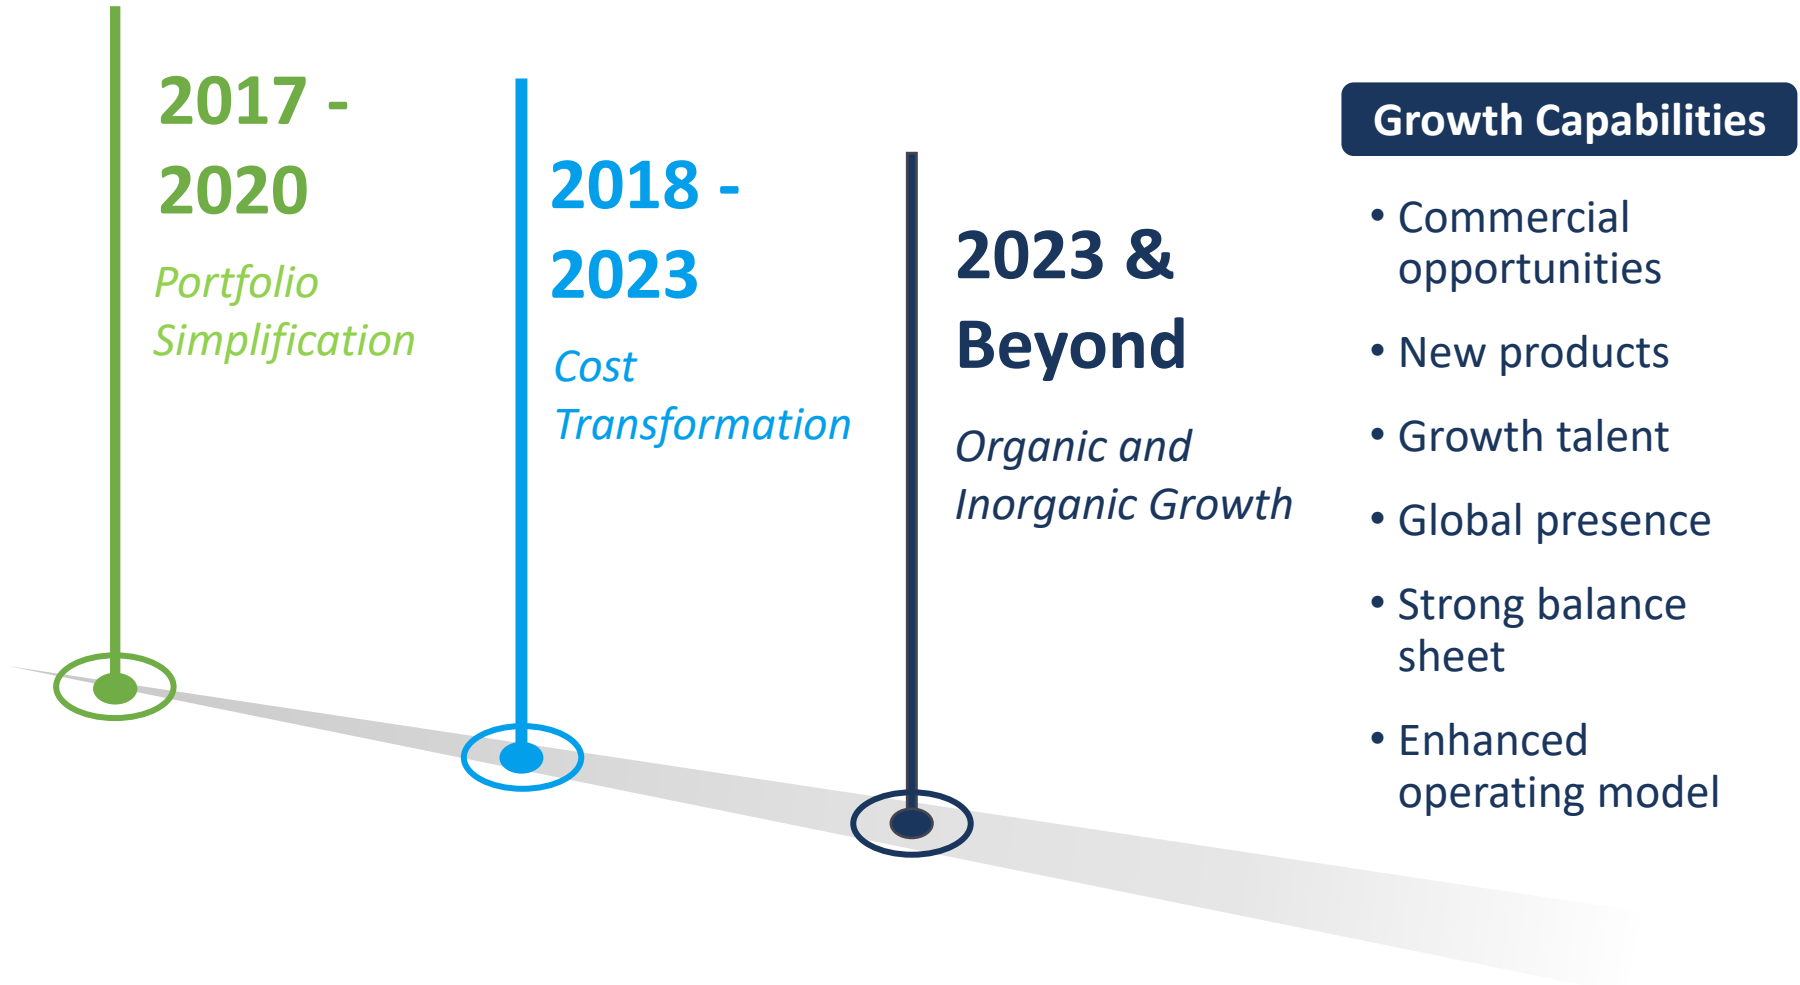 2017 -
2020
Portfolio
Simplification
2018 -
2023
Cost
Transformation
2023 &
Beyond
Organic and
Inorganic Growth
Growth Capabilities
• Commercial
opportunities
• New products
• Growth talent
• Global presence
• Strong balance
sheet
• Enhanced
operating model